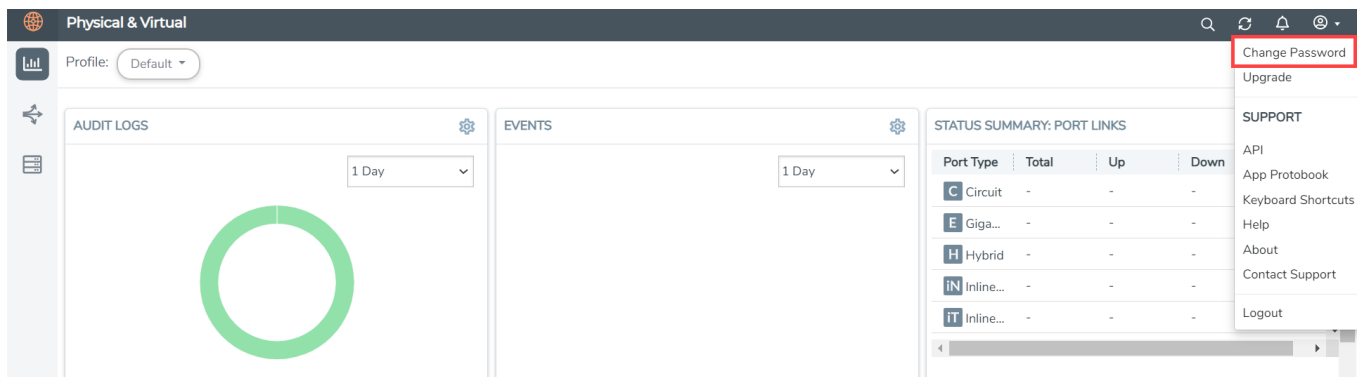 Physical & Virtual
Profile: Default
Change Password
Upgrade
SUPPORT
API
App Protobook
Keyboard Shortcuts
Help
About
Contact Support
Logout
AUDIT LOGS
1 Day
EVENTS
1 Day
STATUS SUMMARY: PORT LINKS
Port Type Total Up Down
C Circuit - - -
E Giga... - - -
H Hybrid - - -
iN Inline... - - -
iT Inline... - - -